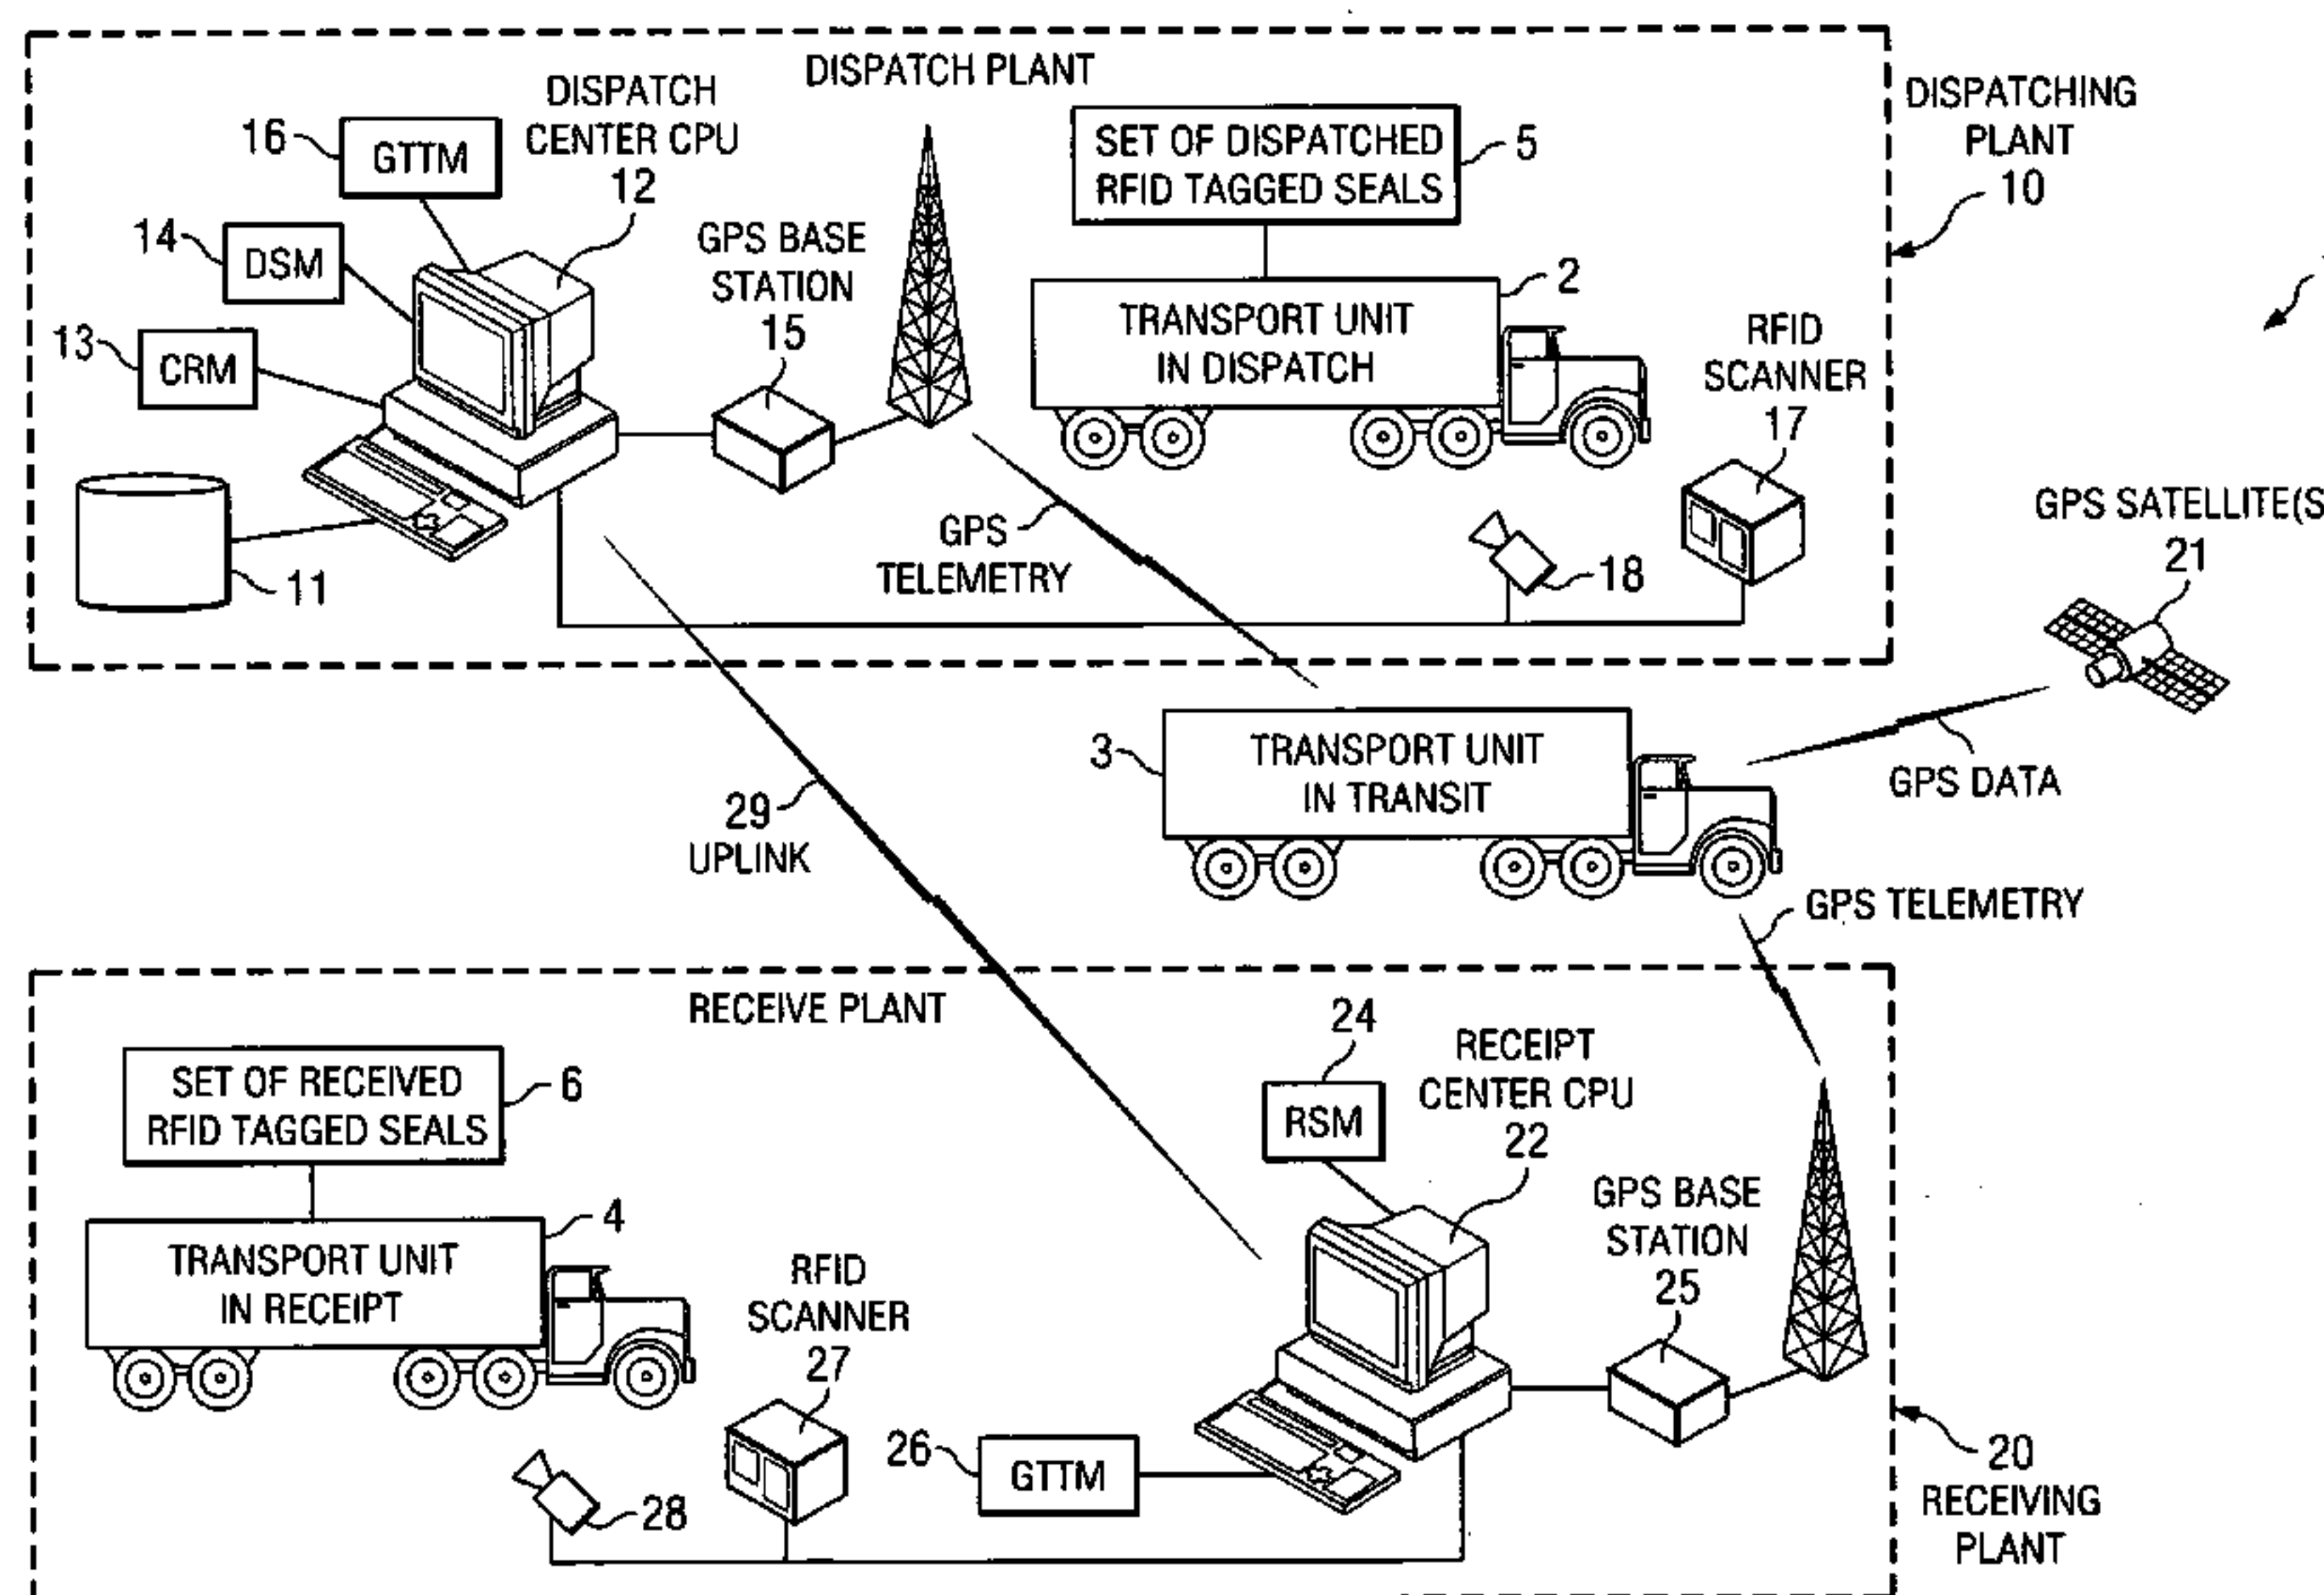 DISPATCH PLANT
DISPATCH
CENTER CPU
12
16
GTTM
14
DSM
13
CRM
11
GPS BASE
STATION
15
SET OF DISPATCHED
RFID TAGGED SEALS
5
TRANSPORT UNIT
IN DISPATCH
2
RFID
SCANNER
17
18
GPS
TELEMETRY
DISPATCHING
PLANT
10
GPS SATELLITE(S
21
3
TRANSPORT UNIT
IN TRANSIT
GPS DATA
29
UPLINK
GPS TELEMETRY
RECEIVE PLANT
SET OF RECEIVED
RFID TAGGED SEALS
6
TRANSPORT UNIT
IN RECEIPT
4
RFID
SCANNER
27
28
24
RSM
RECEIPT
CENTER CPU
22
GPS BASE
STATION
25
26
GTTM
20
RECEIVING
PLANT